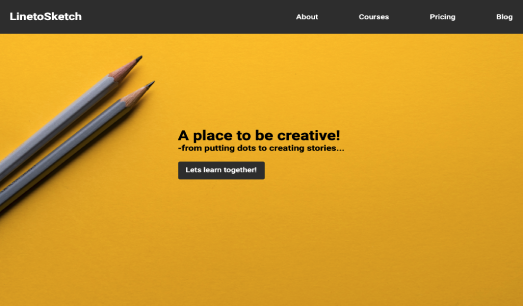 LinetoSketch
About Courses Pricing Blog
A place to be creative!
-from putting dots to creating stories...
Lets learn together!